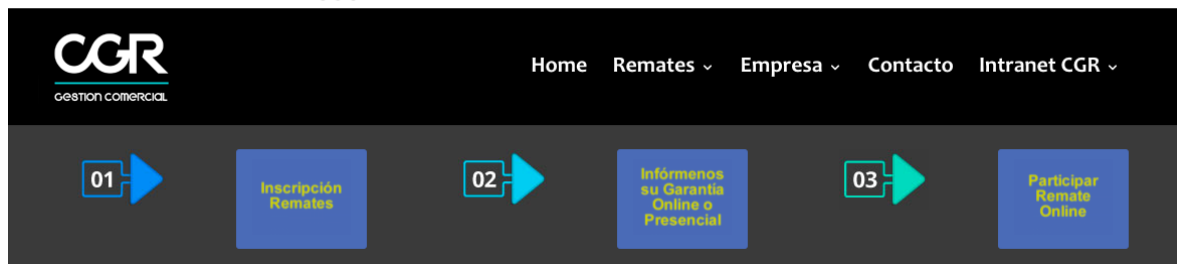 CGR
GESTION COMERCIAL
Home Remates Empresa Contacto Intranet CGR
01
Inscripción
Remates
02
Infórmenos
su Garantía
Online o
Presencial
03
Participar
Remate
Online